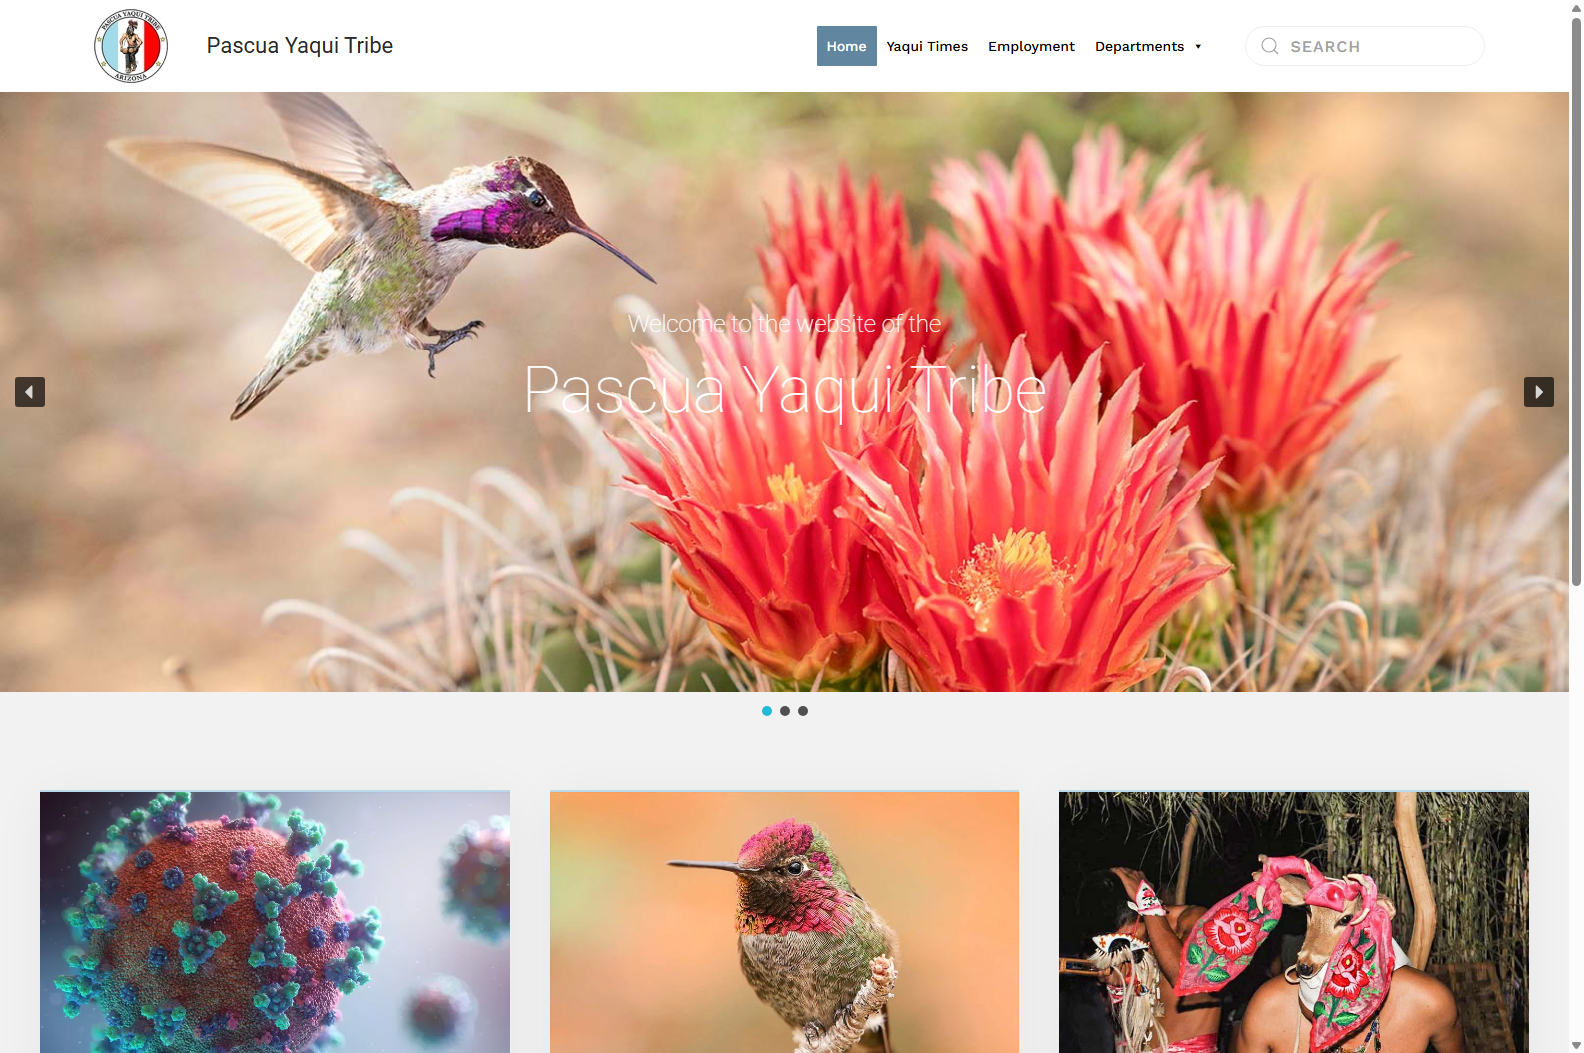 PASCUA YAQUI TRIBE
ARIZONA
Pascua Yaqui Tribe
Home
Yaqui Times
Employment
Departments
SEARCH
Welcome to the website of the
Pascua Yaqui Tribe